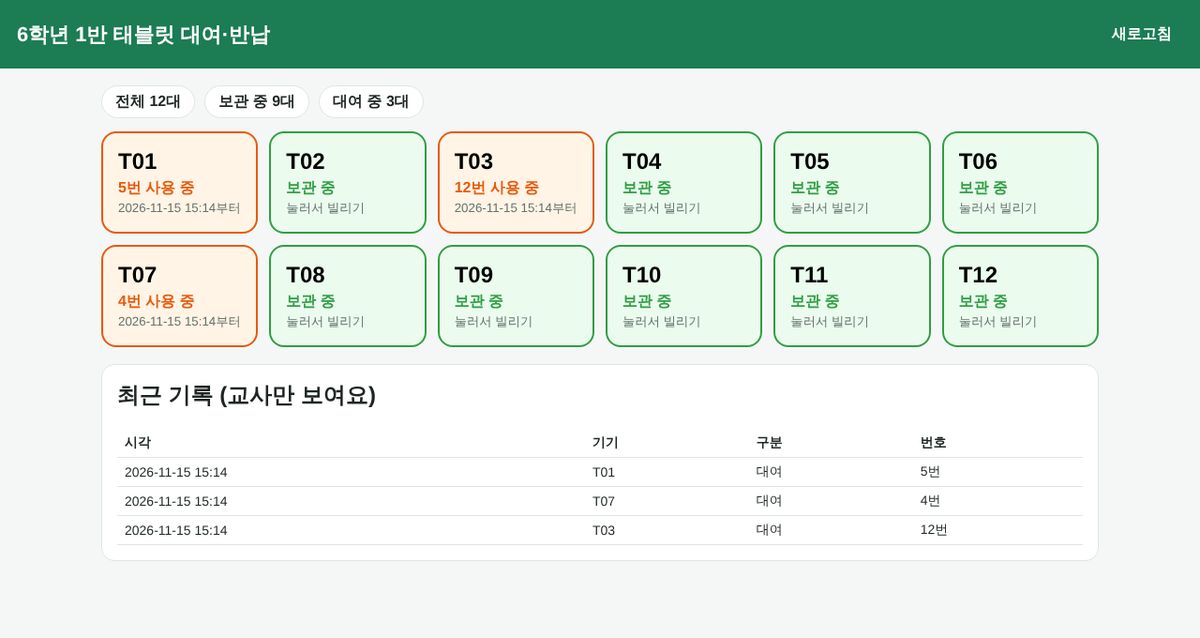 6학년 1반 태블릿 대여·반납
새로고침
전체 12대
보관 중 9대
대여 중 3대
T01
5번 사용 중
2026-11-15 15:14부터
T02
보관 중
눌러서 빌리기
T03
12번 사용 중
2026-11-15 15:14부터
T04
보관 중
눌러서 빌리기
T05
보관 중
눌러서 빌리기
T06
보관 중
눌러서 빌리기
T07
4번 사용 중
2026-11-15 15:14부터
T08
보관 중
눌러서 빌리기
T09
보관 중
눌러서 빌리기
T10
보관 중
눌러서 빌리기
T11
보관 중
눌러서 빌리기
T12
보관 중
눌러서 빌리기
최근 기록 (교사만 보여요)
시각 기기 구분 번호
2026-11-15 15:14 T01 대여 5번
2026-11-15 15:14 T07 대여 4번
2026-11-15 15:14 T03 대여 12번